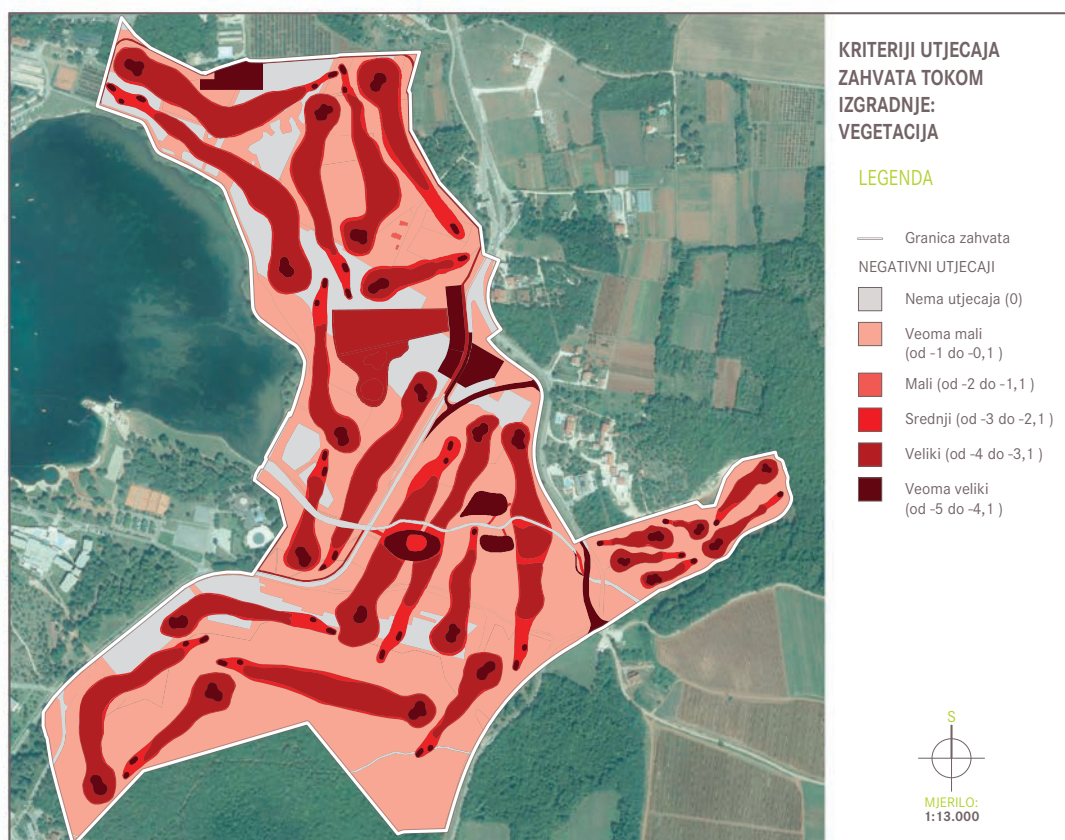 KRITERIJI UTJECAJA
ZAHVATA TOKOM
IZGRADNJE:
VEGETACIJA
LEGENDA
Granica zahvata
NEGATIVNI UTJECAJI
Nema utjecaja (0)
Veoma mali
(od -1 do -0,1 )
Mali (od -2 do -1,1 )
Srednji (od -3 do -2,1 )
Veliki (od -4 do -3,1 )
Veoma veliki
(od -5 do -4,1 )
S
MJERILO:
1:13.000